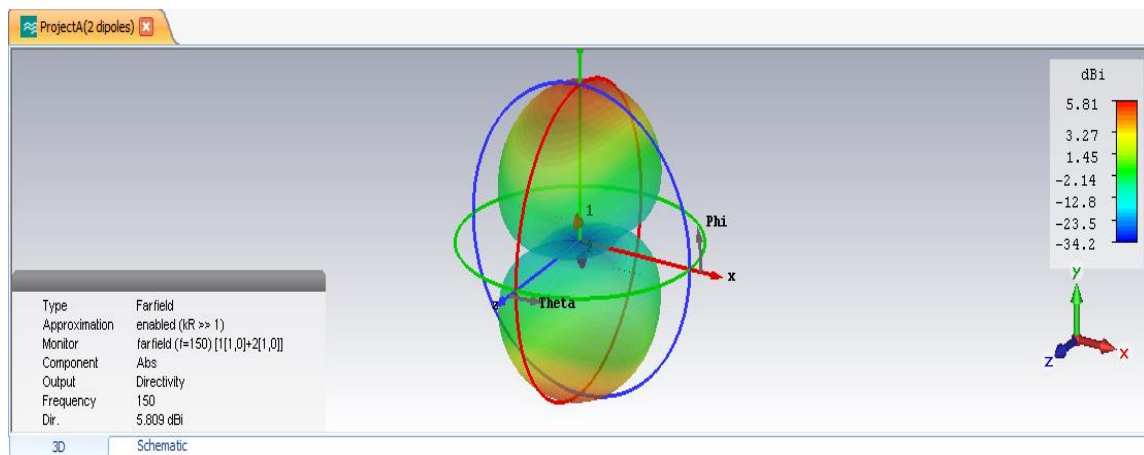 ProjectA(2 dipoles)
dBi
5.81
3.27
1.45
-2.14
-12.8
-23.5
-34.2
1
2
Phi
x
z
Theta
y
z
x
Type Farfield
Approximation enabled (kR >> 1)
Monitor farfield (f=150) [1[1,0]+2[1,0]]
Component Abs
Output Directivity
Frequency 150
Dir. 5.809 dBi
3D Schematic